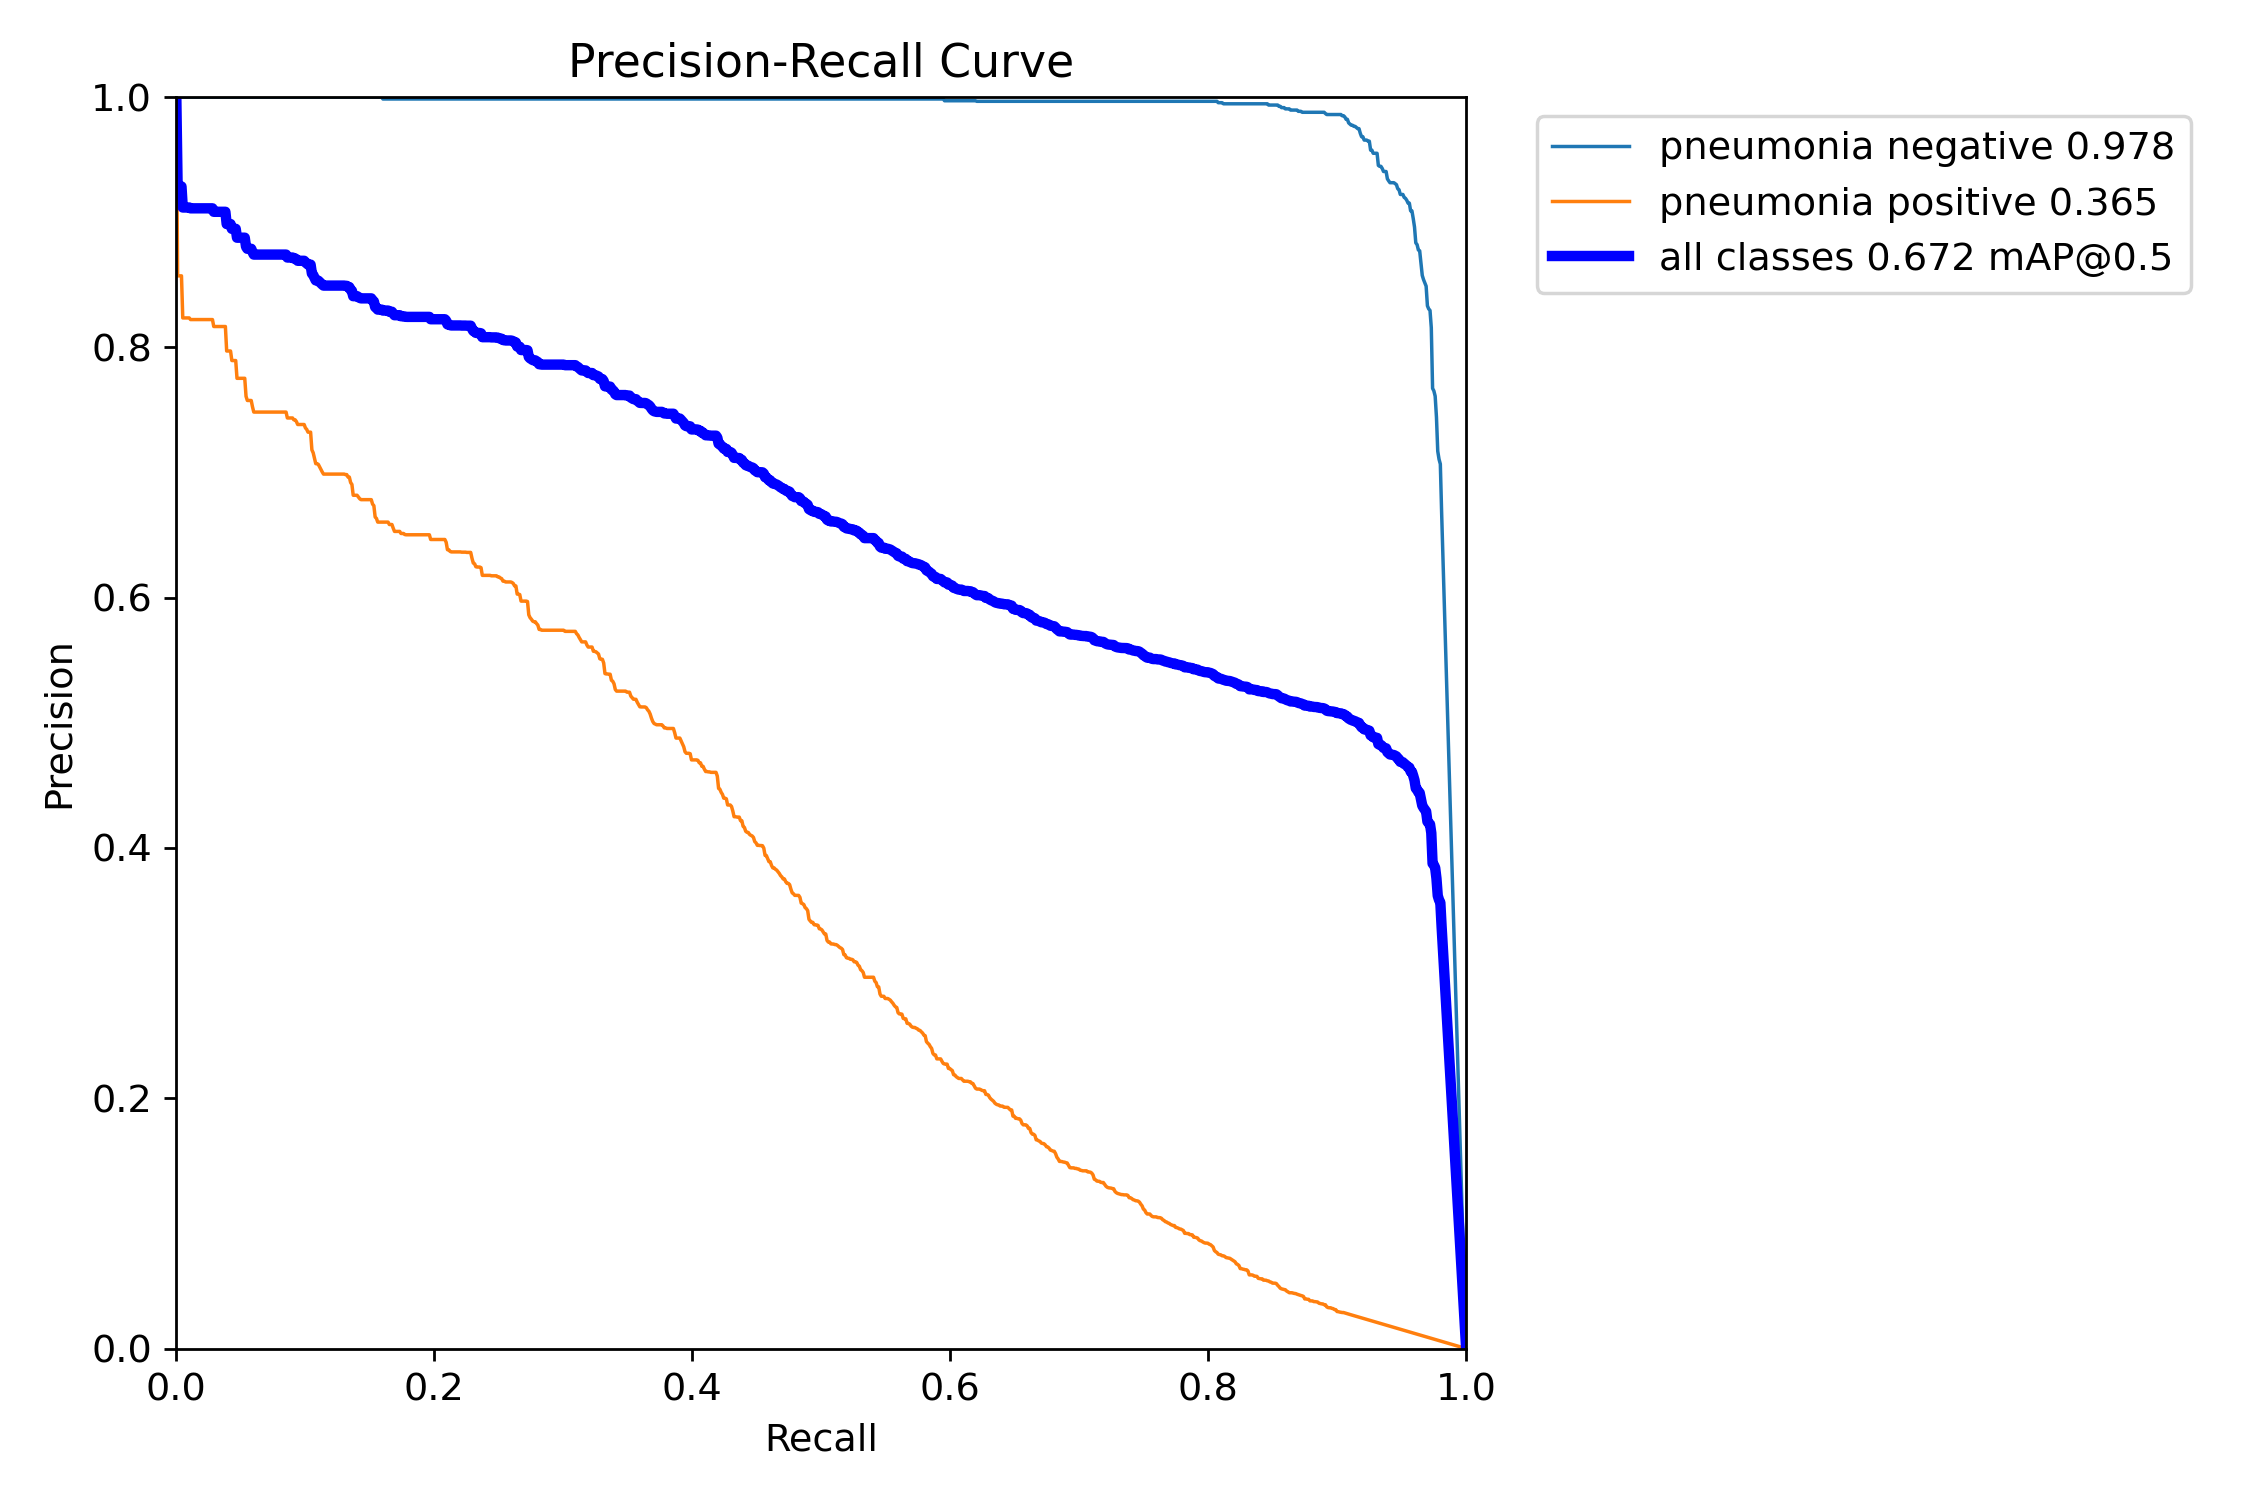 Precision-Recall Curve
1.0
0.8
0.6
0.4
0.2
0.0
Precision
0.0 0.2 0.4 0.6 0.8 1.0
Recall
pneumonia negative 0.978
pneumonia positive 0.365
all classes 0.672 mAP@0.5